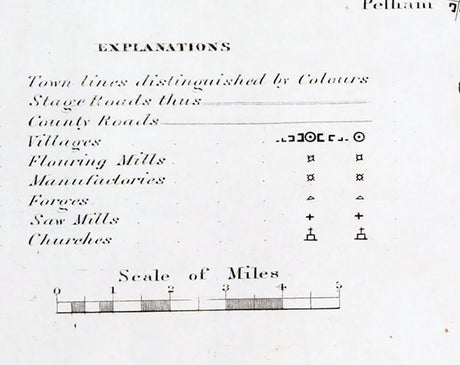 Pelham
EXPLANATIONS
Town lines distinguished by Colours
Stage Roads thus
County Roads
Villages
Flouring Mills
Manufactories
Forges
Saw Mills
Churches
Scale of Miles
0 1 2 3 4 5